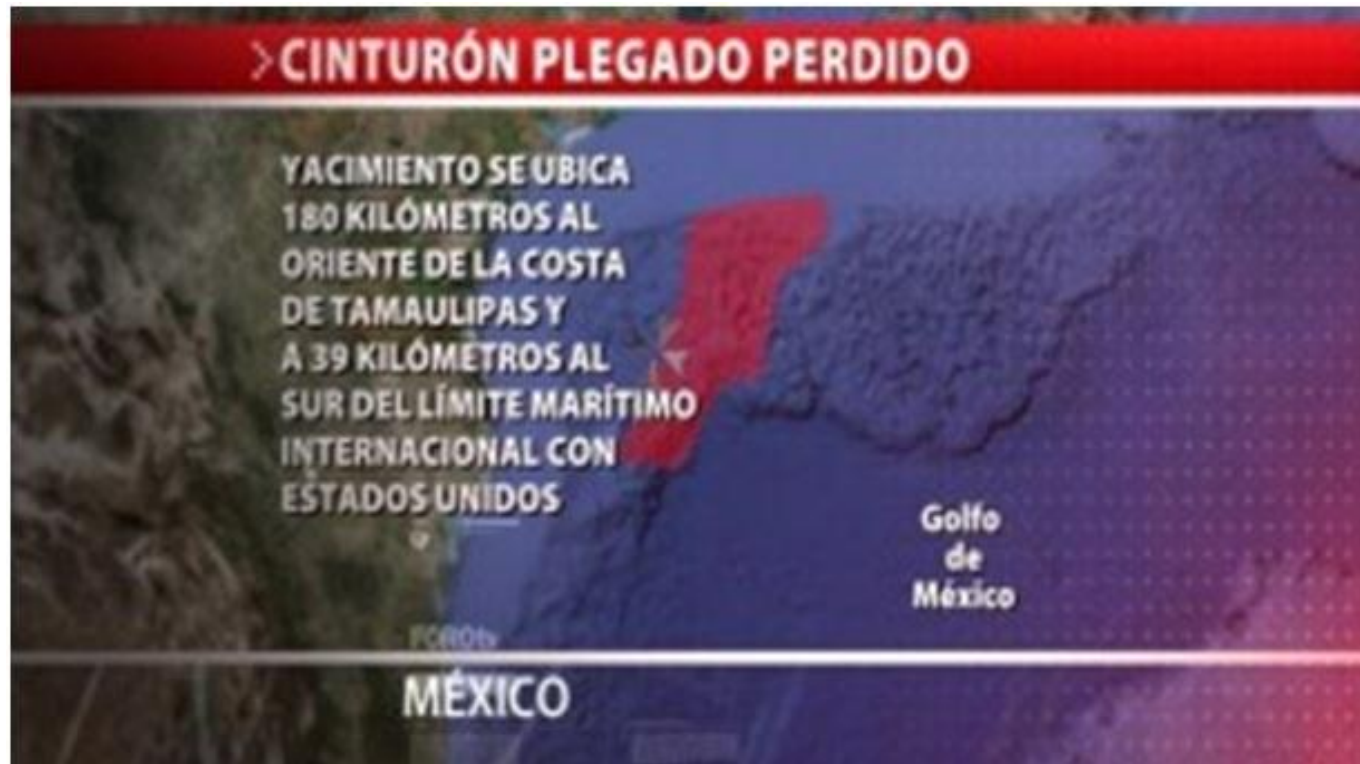 >CINTURÓN PLEGADO PERDIDO
YACIMIENTO SE UBICA
180 KILÓMETROS AL
ORIENTE DE LA COSTA
DE TAMAULIPAS Y
A 39 KILÓMETROS AL
SUR DEL LÍMITE MARÍTIMO
INTERNACIONAL CON
ESTADOS UNIDOS
Golfo
de
México
FOROtv
MÉXICO